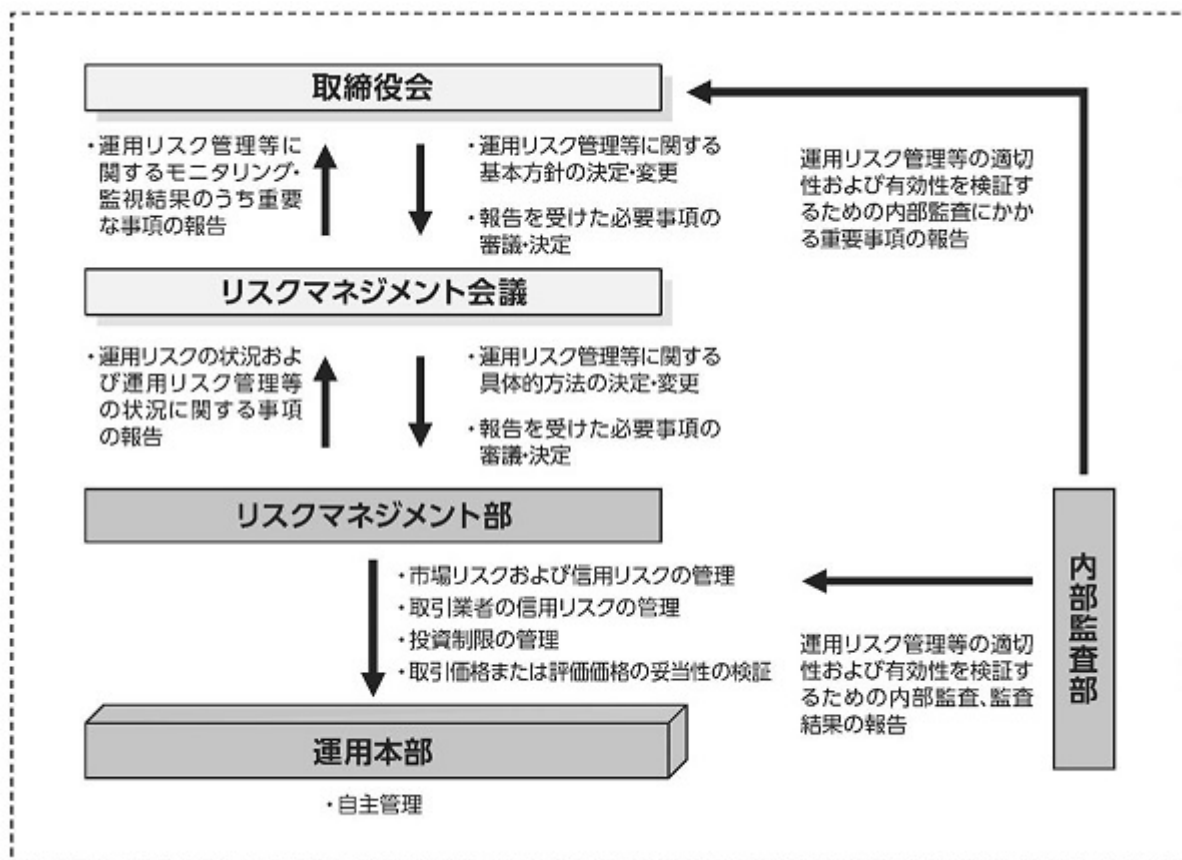 取締役会
・運用リスク管理等に
関するモニタリング・
監視結果のうち重要
な事項の報告
・運用リスク管理等に関する
基本方針の決定・変更
・報告を受けた必要事項の
審議・決定
運用リスク管理等の適切
性および有効性を検証す
るための内部監査にかか
る重要事項の報告
リスクマネジメント会議
・運用リスクの状況およ
び運用リスク管理等
の状況に関する事項
の報告
・運用リスク管理等に関する
具体的方法の決定・変更
・報告を受けた必要事項の
審議・決定
リスクマネジメント部
・市場リスクおよび信用リスクの管理
・取引業者の信用リスクの管理
・投資制限の管理
・取引価格または評価価格の妥当性の検証
運用リスク管理等の適切
性および有効性を検証す
るための内部監査、監査
結果の報告
内部監査部
運用本部
・自主管理